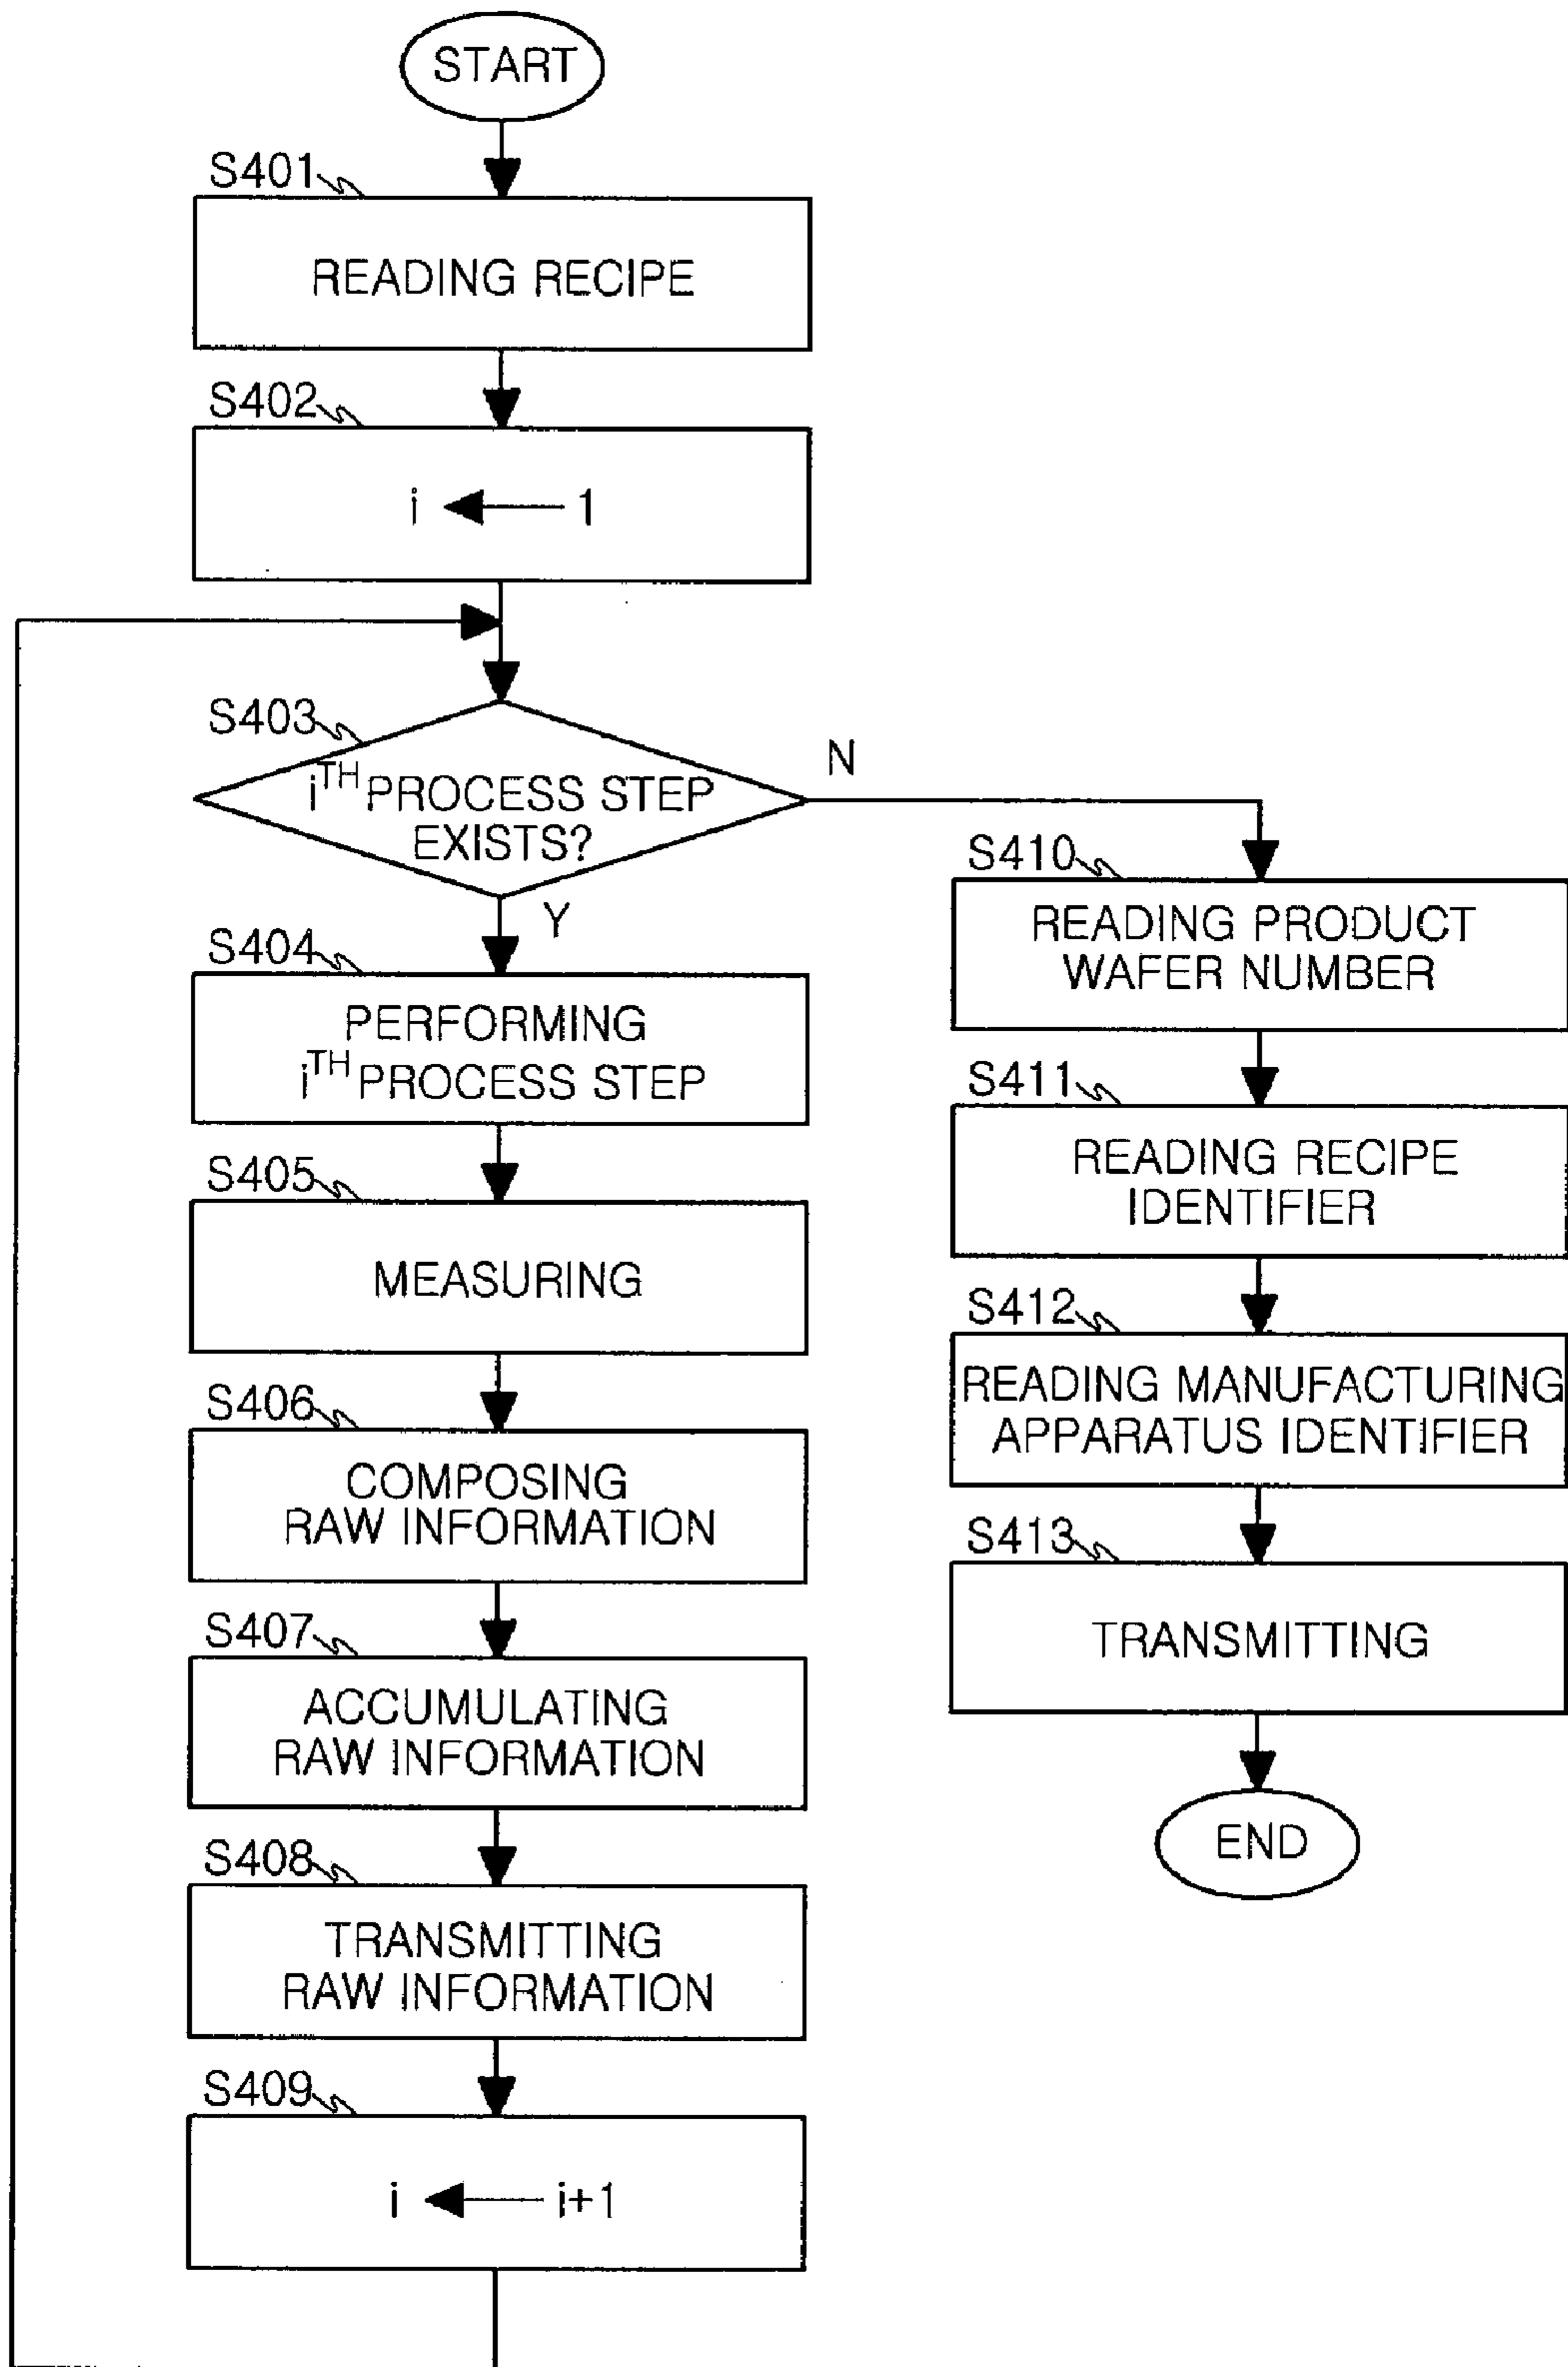 START
S401
READING RECIPE
S402
i ← 1
S403
iTH PROCESS STEP
EXISTS?
N
Y
S404
PERFORMING
iTH PROCESS STEP
S405
MEASURING
S406
COMPOSING
RAW INFORMATION
S407
ACCUMULATING
RAW INFORMATION
S408
TRANSMITTING
RAW INFORMATION
S409
i ← i+1
S410
READING PRODUCT
WAFER NUMBER
S411
READING RECIPE
IDENTIFIER
S412
READING MANUFACTURING
APPARATUS IDENTIFIER
S413
TRANSMITTING
END